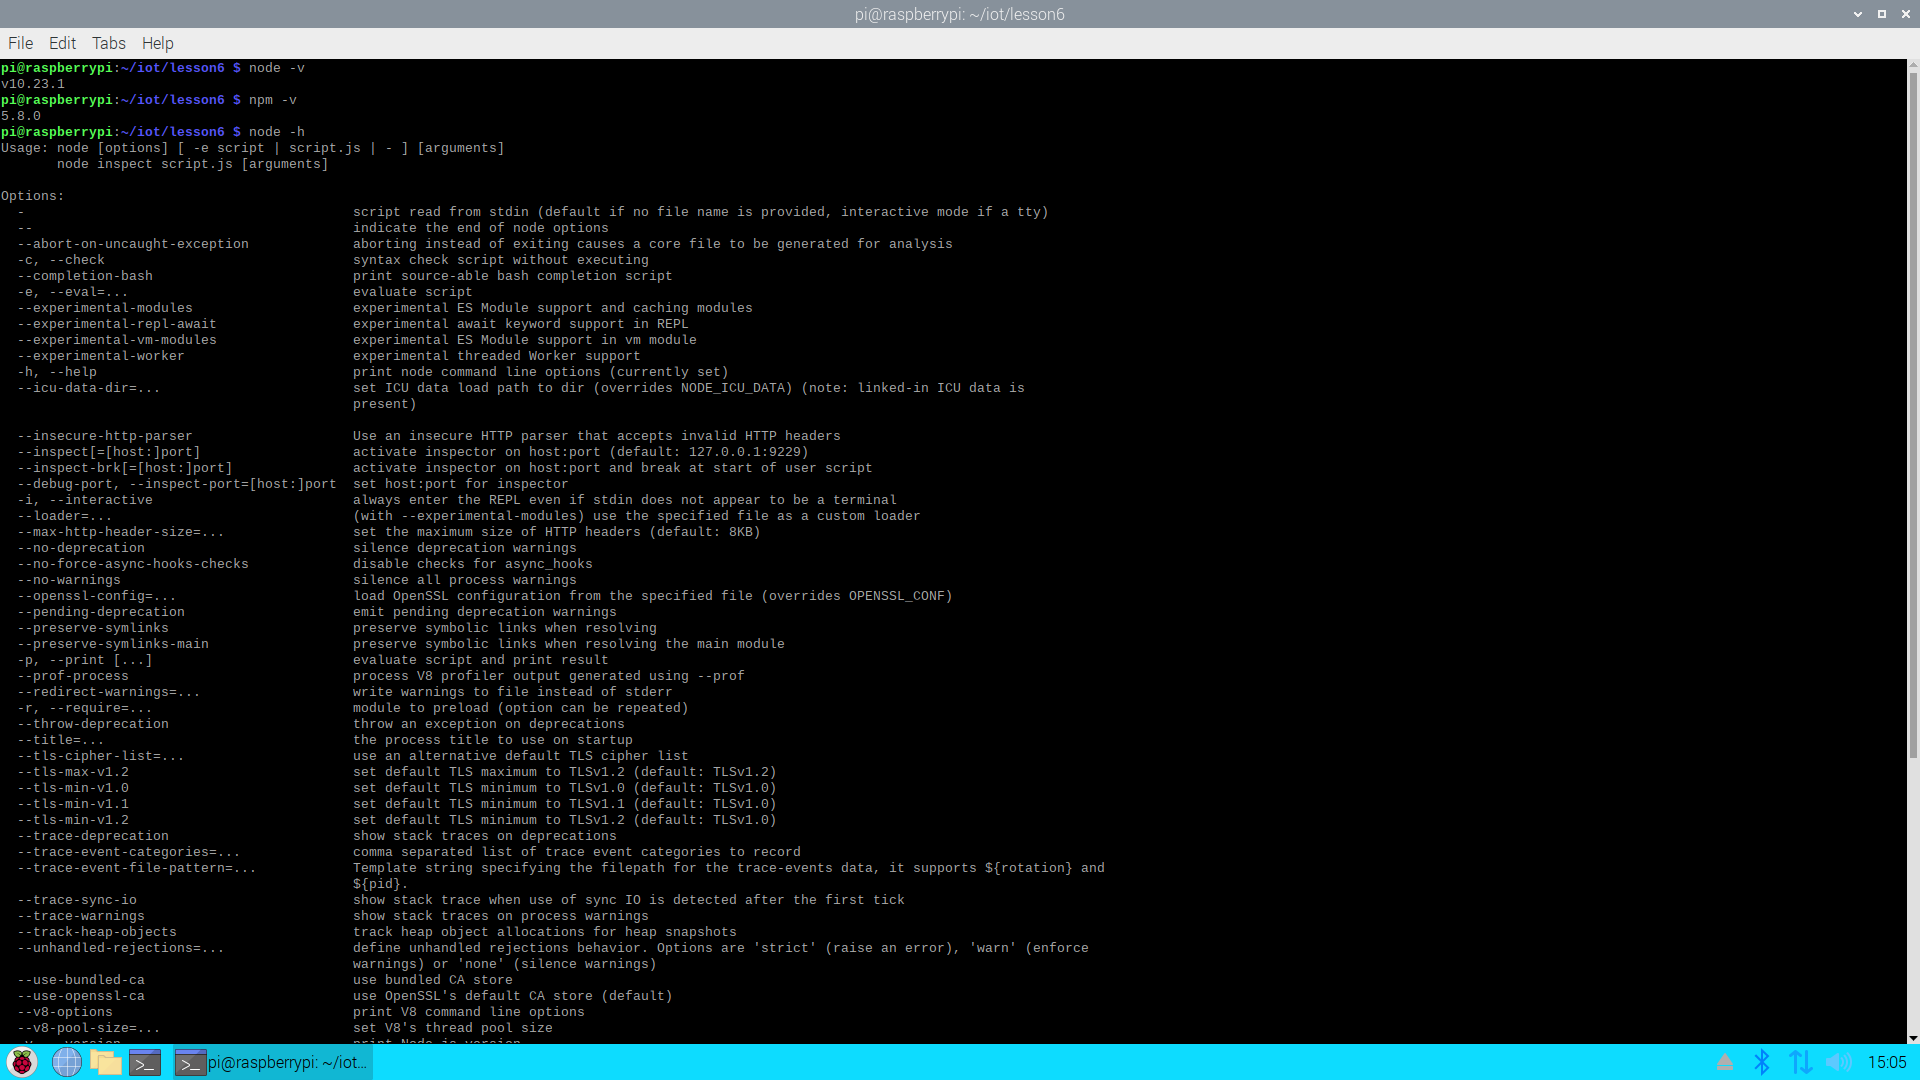 pi@raspberrypi: ~/iot/lesson6
File Edit Tabs Help
pi@raspberrypi:~/iot/lesson6 $ node -v
v10.23.1
pi@raspberrypi:~/iot/lesson6 $ npm -v
5.8.0
pi@raspberrypi:~/iot/lesson6 $ node -h
Usage: node [options] [ -e script | script.js | - ] [arguments]
       node inspect script.js [arguments]

Options:
  -                                         script read from stdin (default if no file name is provided, interactive mode if a tty)
  --                                        indicate the end of node options
  --abort-on-uncaught-exception             aborting instead of exiting causes a core file to be generated for analysis
  -c, --check                               syntax check script without executing
  --completion-bash                         print source-able bash completion script
  -e, --eval=...                            evaluate script
  --experimental-modules                    experimental ES Module support and caching modules
  --experimental-repl-await                 experimental await keyword support in REPL
  --experimental-vm-modules                 experimental ES Module support in vm module
  --experimental-worker                     experimental threaded Worker support
  -h, --help                                print node command line options (currently set)
  --icu-data-dir=...                        set ICU data load path to dir (overrides NODE_ICU_DATA) (note: linked-in ICU data is
                                            present)

  --insecure-http-parser                    Use an insecure HTTP parser that accepts invalid HTTP headers
  --inspect[=[host:]port]                   activate inspector on host:port (default: 127.0.0.1:9229)
  --inspect-brk[=[host:]port]               activate inspector on host:port and break at start of user script
  --debug-port, --inspect-port=[host:]port  set host:port for inspector
  -i, --interactive                         always enter the REPL even if stdin does not appear to be a terminal
  --loader=...                              (with --experimental-modules) use the specified file as a custom loader
  --max-http-header-size=...                set the maximum size of HTTP headers (default: 8KB)
  --no-deprecation                          silence deprecation warnings
  --no-force-async-hooks-checks             disable checks for async_hooks
  --no-warnings                             silence all process warnings
  --openssl-config=...                      load OpenSSL configuration from the specified file (overrides OPENSSL_CONF)
  --pending-deprecation                     emit pending deprecation warnings
  --preserve-symlinks                       preserve symbolic links when resolving
  --preserve-symlinks-main                  preserve symbolic links when resolving the main module
  -p, --print [...]                         evaluate script and print result
  --prof-process                            process V8 profiler output generated using --prof
  --redirect-warnings=...                   write warnings to file instead of stderr
  -r, --require=...                         module to preload (option can be repeated)
  --throw-deprecation                       throw an exception on deprecations
  --title=...                               the process title to use on startup
  --tls-cipher-list=...                     use an alternative default TLS cipher list
  --tls-max-v1.2                            set default TLS maximum to TLSv1.2 (default: TLSv1.2)
  --tls-min-v1.0                            set default TLS minimum to TLSv1.0 (default: TLSv1.0)
  --tls-min-v1.1                            set default TLS minimum to TLSv1.1 (default: TLSv1.0)
  --tls-min-v1.2                            set default TLS minimum to TLSv1.2 (default: TLSv1.0)
  --trace-deprecation                       show stack traces on deprecations
  --trace-event-categories=...              comma separated list of trace event categories to record
  --trace-event-file-pattern=...            Template string specifying the filepath for the trace-events data, it supports ${rotation} and
                                            ${pid}.
  --trace-sync-io                           show stack trace when use of sync IO is detected after the first tick
  --trace-warnings                          show stack traces on process warnings
  --track-heap-objects                      track heap object allocations for heap snapshots
  --unhandled-rejections=...                define unhandled rejections behavior. Options are 'strict' (raise an error), 'warn' (enforce
                                            warnings) or 'none' (silence warnings)
  --use-bundled-ca                          use bundled CA store
  --use-openssl-ca                          use OpenSSL's default CA store (default)
  --v8-options                              print V8 command line options
  --v8-pool-size=...                        set V8's thread pool size
pi@raspberrypi: ~/iot...
15:05